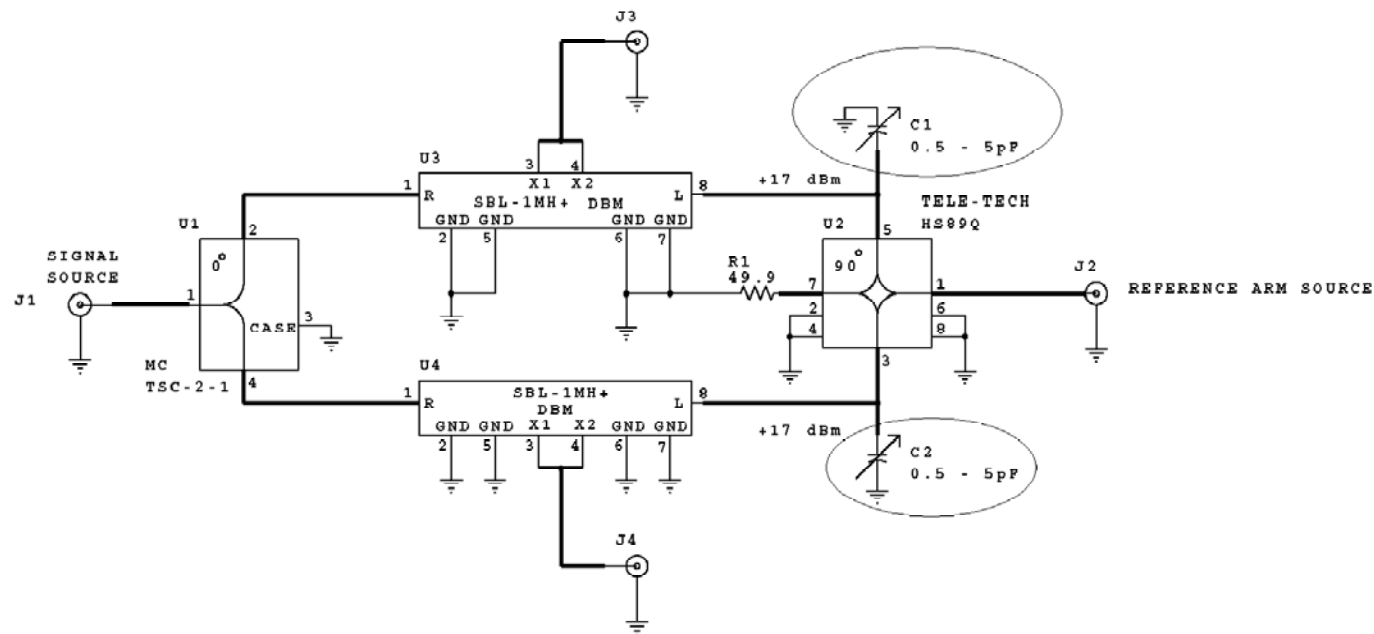 J3
C1
0.5 - 5pF
U3
3 4
1 R X1 X2 L 8
SBL-1MH+ DBM
GND GND GND GND
2 5 6 7
+17 dBm
TELE-TECH
HS89Q
U1
2
0°
SIGNAL
SOURCE
J1
1
CASE 3
MC
TSC-2-1
4
R1
49.9
U2
5
90°
7 1
2 6
4 8
3
J2
REFERENCE ARM SOURCE
U4
1 R SBL-1MH+ L 8
DBM
GND GND X1 X2 GND GND
2 5 3 4 6 7
+17 dBm
C2
0.5 - 5pF
J4